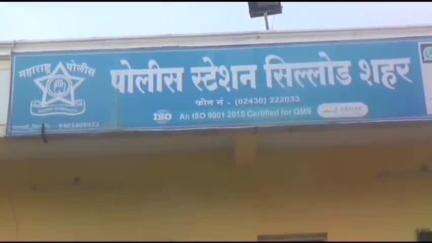 महाराष्ट्र पोलीस
पोलीस स्टेशन सिल्लोड शहर
फोन नं - (02430) 222033
ISO An ISO 9001 2015 Certified for QMS